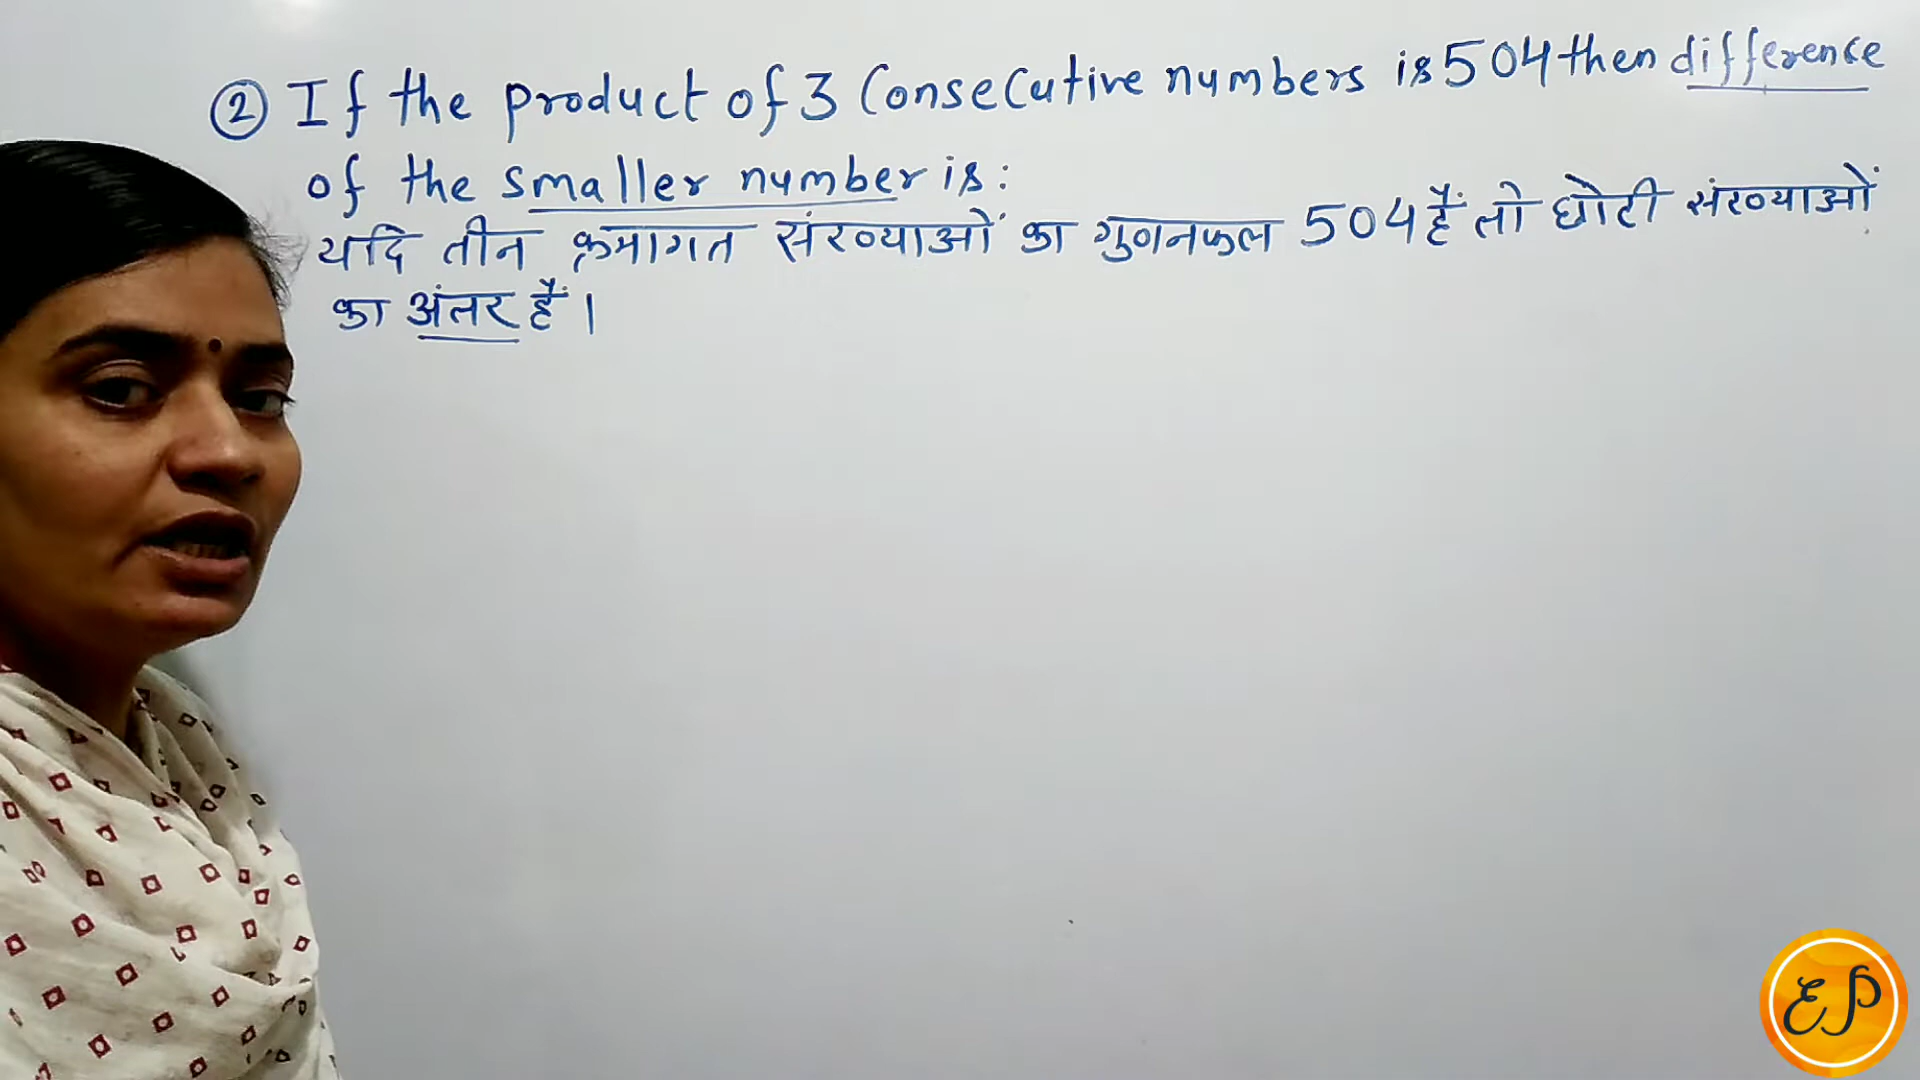 ② If the product of 3 Consecutive numbers is 504 then difference
of the smaller number is:
यदि तीन क्रमागत संख्याओं का गुणनफल 504 हैं तो छोटी संख्याओं
का अंतर हैं।
EP